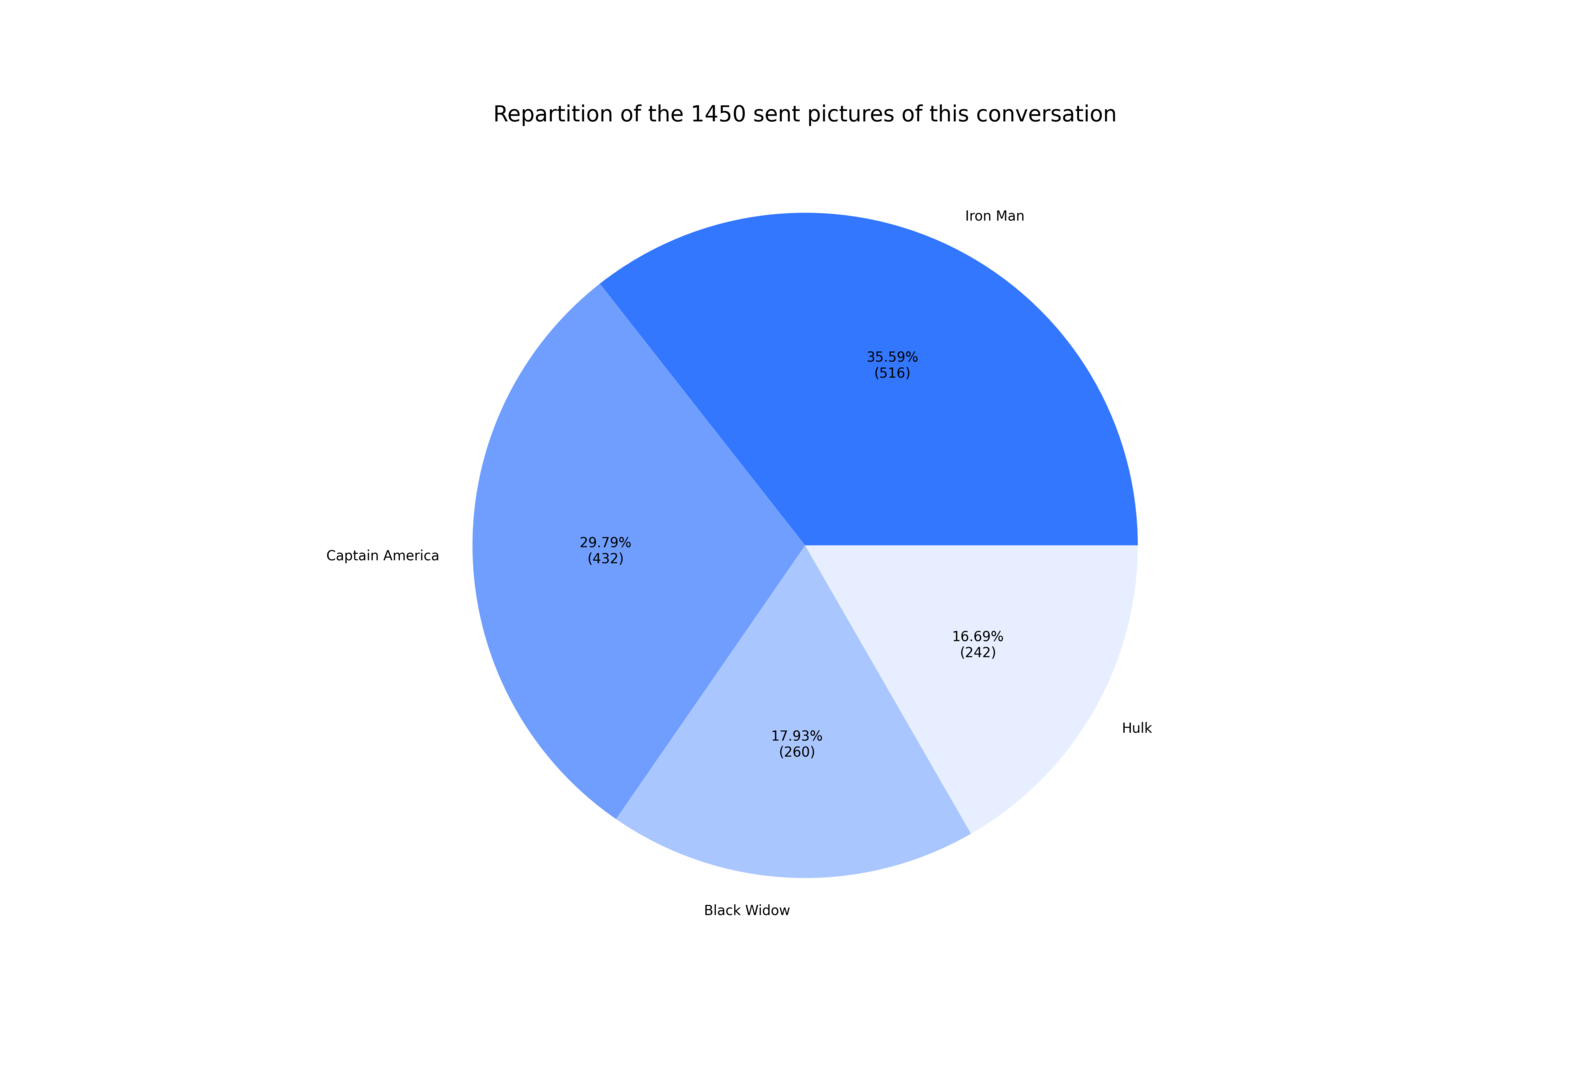 Repartition of the 1450 sent pictures of this conversation
Iron Man
35.59%
(516)
Captain America
29.79%
(432)
16.69%
(242)
Hulk
17.93%
(260)
Black Widow